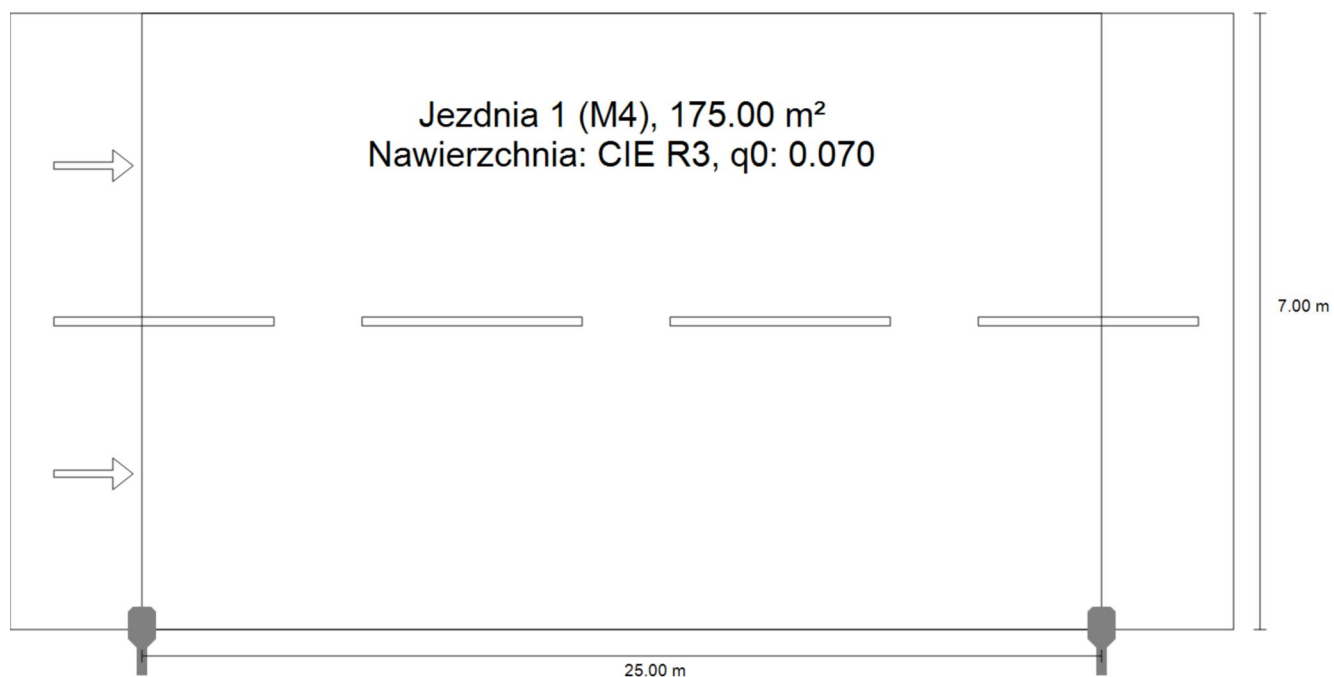 Jezdnia 1 (M4), 175.00 m²
Nawierzchnia: CIE R3, q0: 0.070
7.00 m
25.00 m